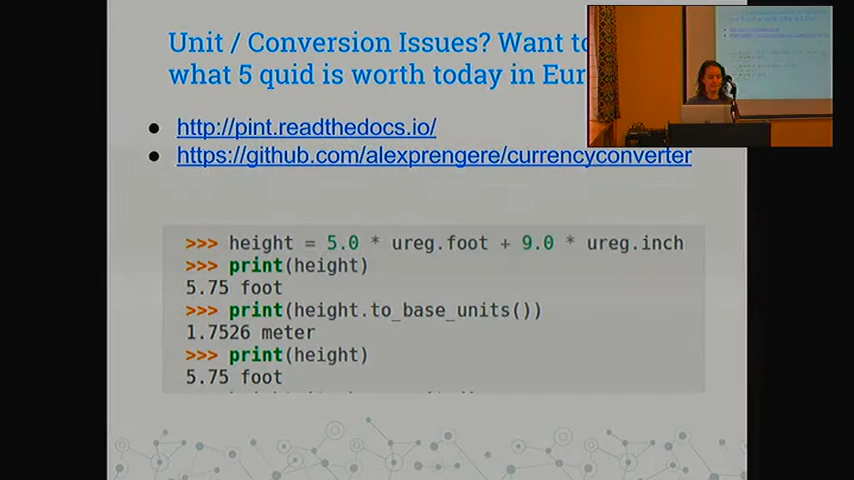 Unit / Conversion Issues? Want to
what 5 quid is worth today in Eur
● http://pint.readthedocs.io/
● https://github.com/alexprengere/currencyconverter
>>> height = 5.0 * ureg.foot + 9.0 * ureg.inch
>>> print(height)
5.75 foot
>>> print(height.to_base_units())
1.7526 meter
>>> print(height)
5.75 foot